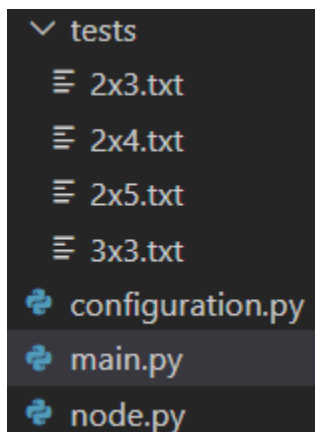 tests
2x3.txt
2x4.txt
2x5.txt
3x3.txt
configuration.py
main.py
node.py